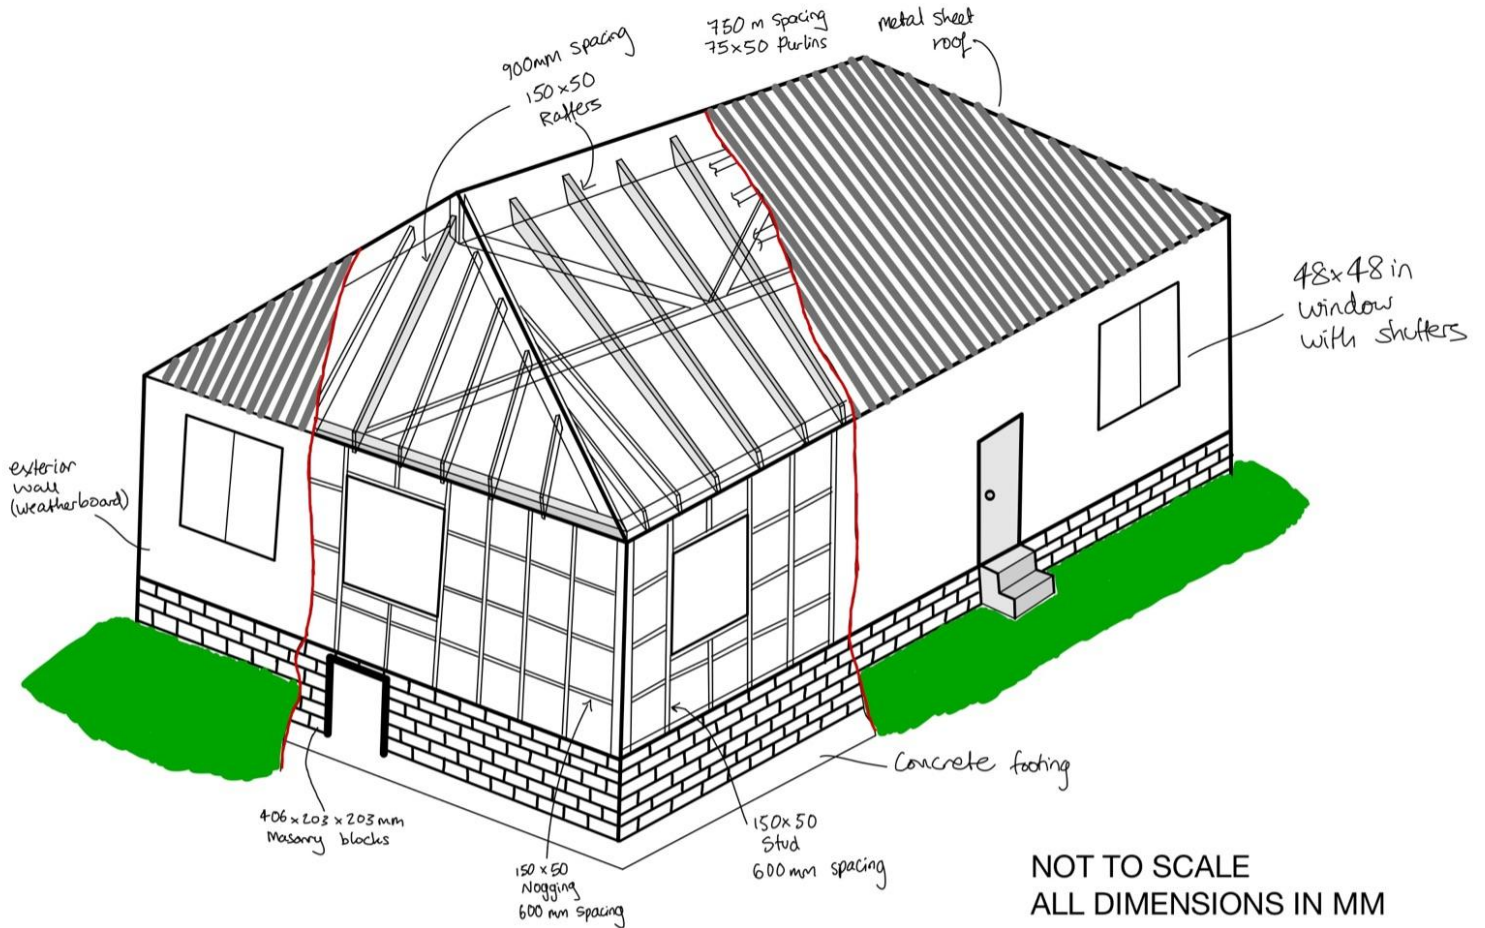 900mm spacing
150x50
Rafters
750 m Spacing
75x50 Purlins
metal sheet
roof
48x48 in
window
with shutters
exterior
wall
(weatherboard)
Concrete footing
406x203x203mm
Masonry blocks
150x50
Nogging
600 mm spacing
150x50
Stud
600mm spacing
NOT TO SCALE
ALL DIMENSIONS IN MM